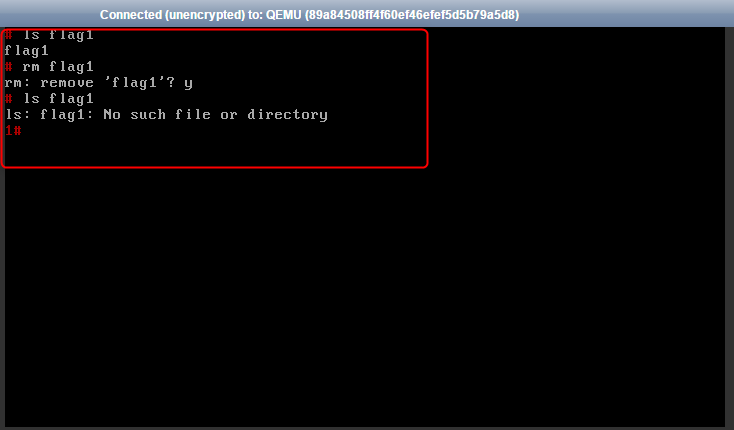 Connected (unencrypted) to: QEMU (89a84508ff4f60ef46efef5d5b79a5d8)
# ls flag1
flag1
# rm flag1
rm: remove 'flag1'? y
# ls flag1
ls: flag1: No such file or directory
1#